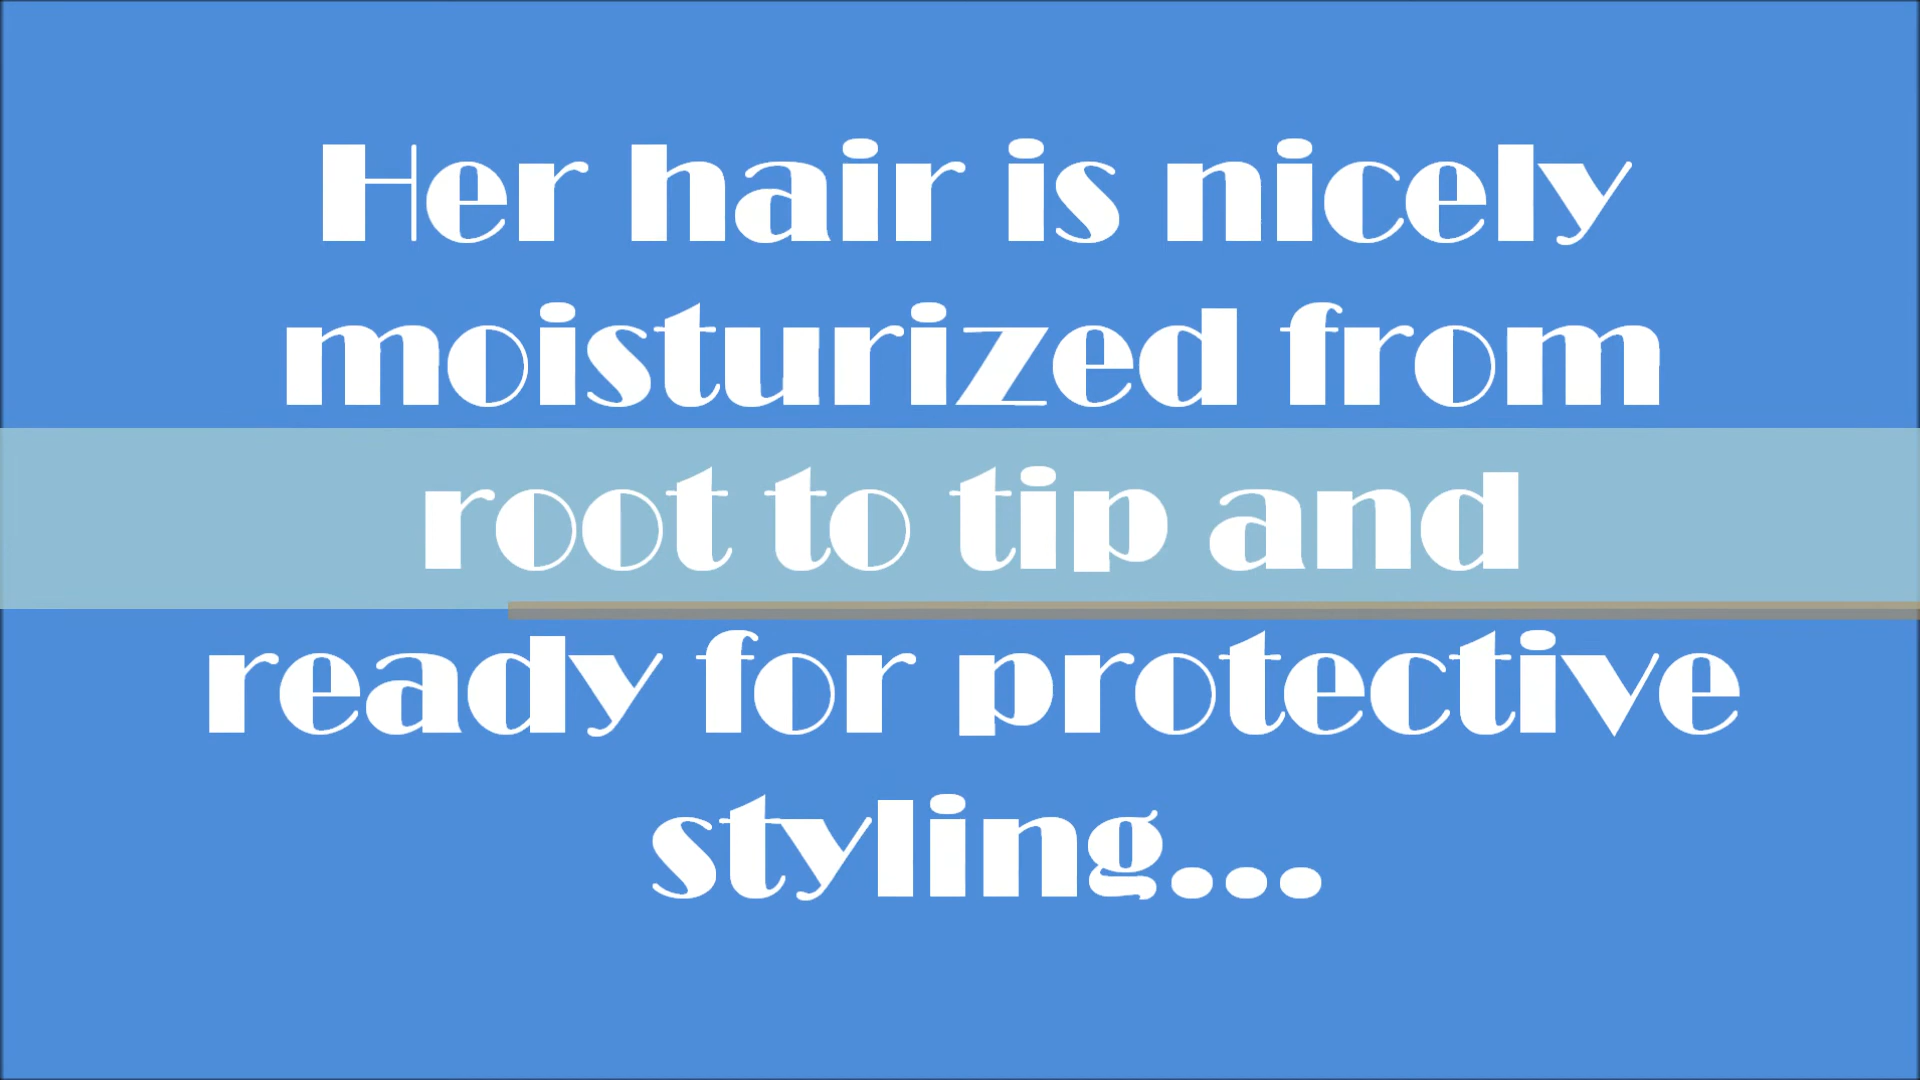 Her hair is nicely
moisturized from
root to tip and
ready for protective
styling...